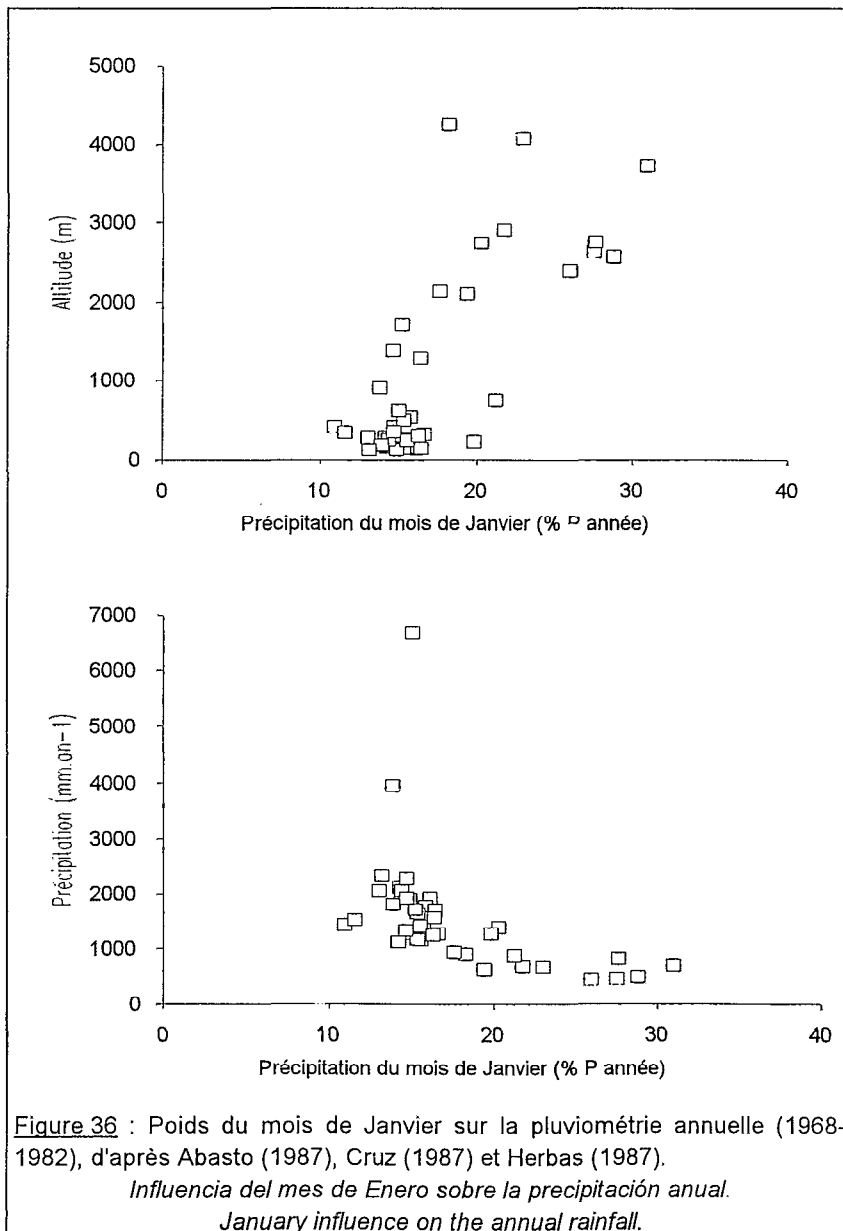 5000
4000
3000
2000
1000
0
Altitude (m)
0 10 20 30 40
Précipitation du mois de Janvier (% P année)
7000
6000
5000
4000
3000
2000
1000
0
Précipitation (mm.an-1)
0 10 20 30 40
Précipitation du mois de Janvier (% P année)
Figure 36 : Poids du mois de Janvier sur la pluviométrie annuelle (1968-
1982), d'après Abasto (1987), Cruz (1987) et Herbas (1987).
Influencia del mes de Enero sobre la precipitación anual.
January influence on the annual rainfall.